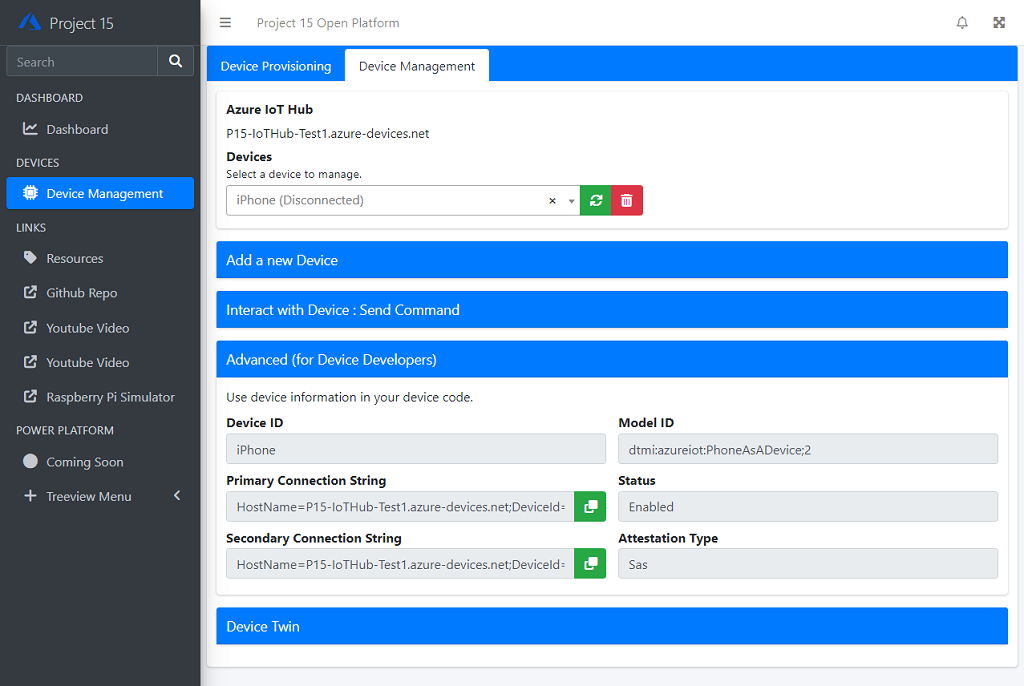 Project 15
Search
DASHBOARD
Dashboard
DEVICES
Device Management
LINKS
Resources
Github Repo
Youtube Video
Youtube Video
Raspberry Pi Simulator
POWER PLATFORM
Coming Soon
Treeview Menu
Project 15 Open Platform
Device Provisioning
Device Management
Azure IoT Hub
P15-IoTHub-Test1.azure-devices.net
Devices
Select a device to manage.
iPhone (Disconnected)
Add a new Device
Interact with Device : Send Command
Advanced (for Device Developers)
Use device information in your device code.
Device ID
iPhone
Model ID
dtmi:azureiot:PhoneAsADevice;2
Primary Connection String
HostName=P15-IoTHub-Test1.azure-devices.net;DeviceId=
Status
Enabled
Secondary Connection String
HostName=P15-IoTHub-Test1.azure-devices.net;DeviceId=
Attestation Type
Sas
Device Twin